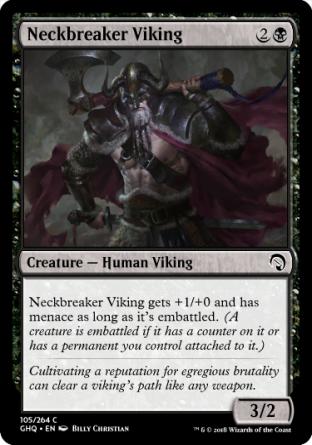 Neckbreaker Viking 2
Creature — Human Viking
Neckbreaker Viking gets +1/+0 and has
menace as long as it's embattled. (A
creature is embattled if it has a counter on it or
has a permanent you control attached to it.)
Cultivating a reputation for egregious brutality
can clear a viking's path like any weapon.
3/2
105/264 C
GHQ • EN BILLY CHRISTIAN ™ & © 2018 Wizards of the Coast